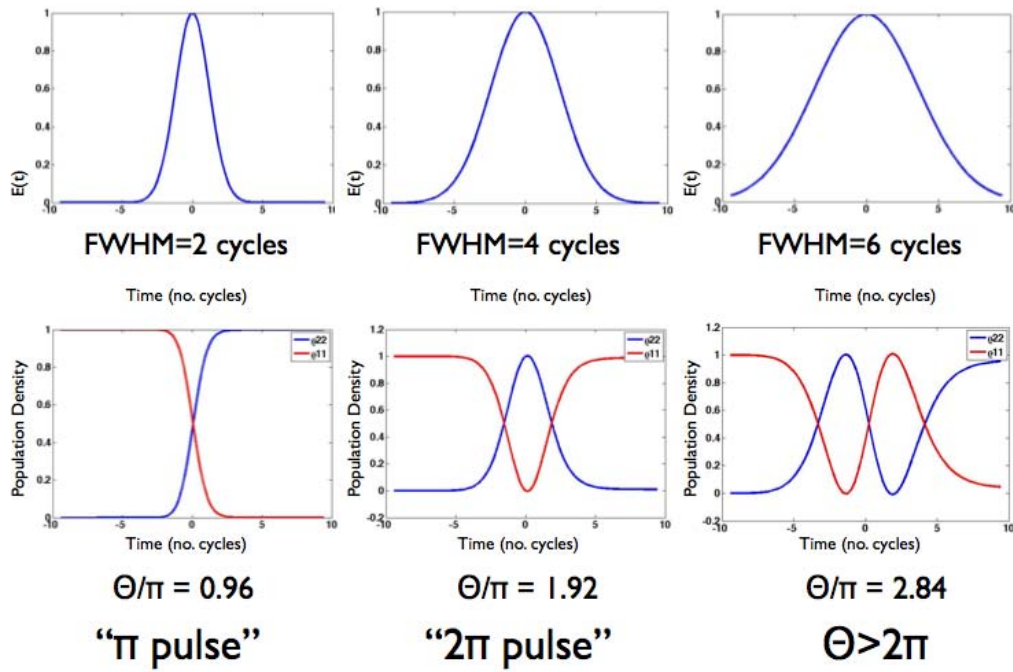 1
0.8
0.6
0.4
0.2
0
E(t)
-10 -5 0 5 10
FWHM=2 cycles
Time (no. cycles)
1
0.8
0.6
0.4
0.2
0
E(t)
-10 -5 0 5 10
FWHM=4 cycles
Time (no. cycles)
1
0.8
0.6
0.4
0.2
0
E(t)
-10 -5 0 5 10
FWHM=6 cycles
Time (no. cycles)
1
0.8
0.6
0.4
0.2
0
Population Density
ϱ22
ϱ11
-10 -5 0 5 10
Time (no. cycles)
Θ/π = 0.96
“π pulse”
1.2
1
0.8
0.6
0.4
0.2
0
-0.2
Population Density
ϱ22
ϱ11
-10 -5 0 5 10
Time (no. cycles)
Θ/π = 1.92
“2π pulse”
1.2
1
0.8
0.6
0.4
0.2
0
-0.2
Population Density
ϱ22
ϱ11
-10 -5 0 5 10
Time (no. cycles)
Θ/π = 2.84
Θ>2π